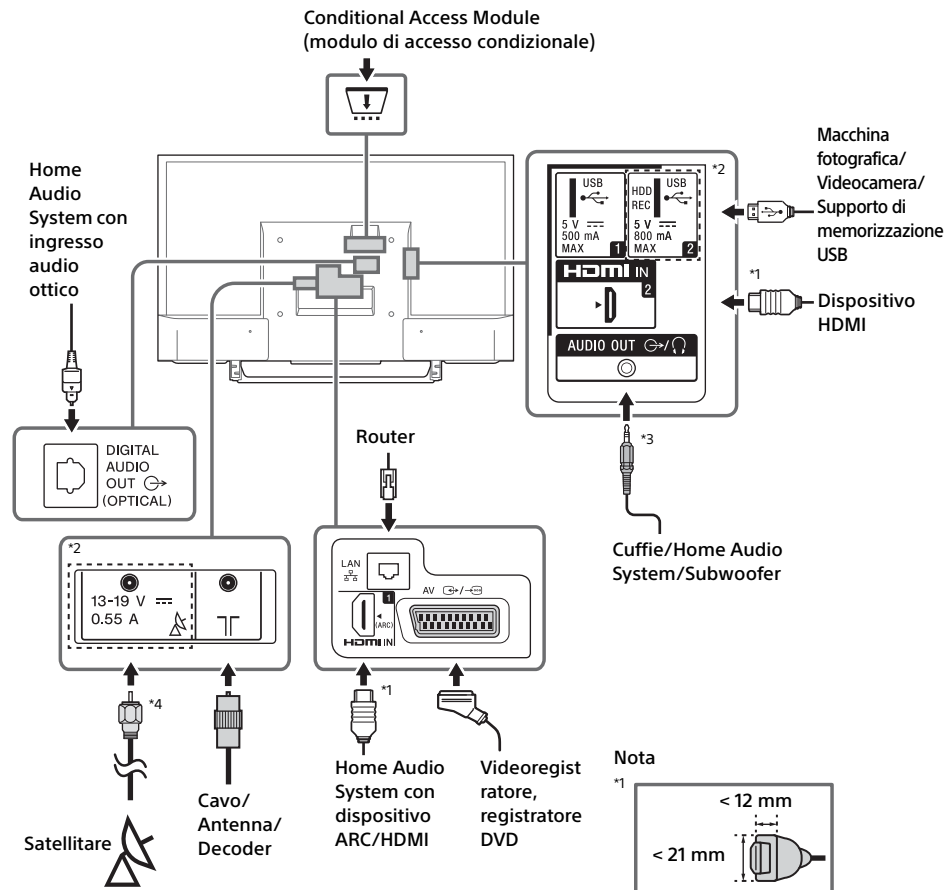 Conditional Access Module
(modulo di accesso condizionale)
Home
Audio
System con
ingresso
audio
ottico
*2
USB
5 V
500 mA
MAX
1
HDD
REC
USB
5 V
800 mA
MAX
2
HDMI IN
2
AUDIO OUT
Macchina
fotografica/
Videocamera/
Supporto di
memorizzazione
USB
*1
Dispositivo
HDMI
*3
Cuffie/Home Audio
System/Subwoofer
DIGITAL
AUDIO
OUT
(OPTICAL)
Router
*2
13-19 V
0.55 A
LAN
1
(ARC)
HDMI IN
AV
*4
Satellitare
Cavo/
Antenna/
Decoder
*1
Home Audio
System con
dispositivo
ARC/HDMI
Videoregist
ratore,
registratore
DVD
Nota
*1
< 12 mm
< 21 mm